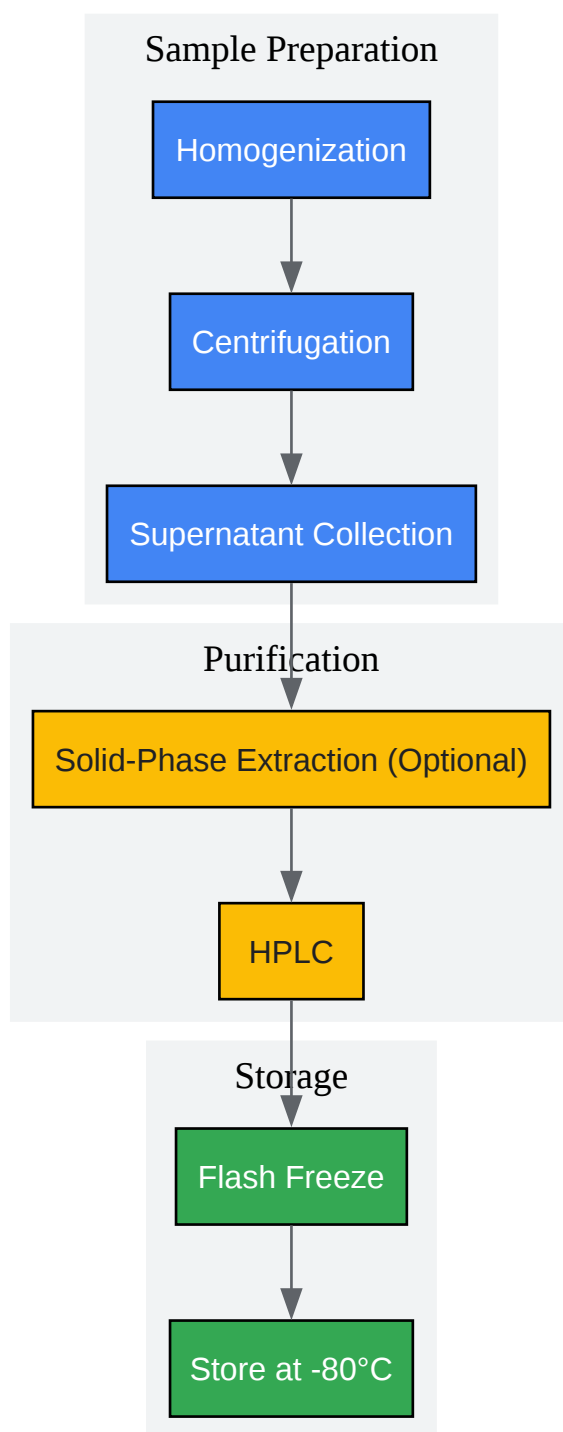 Sample Preparation
Homogenization
Centrifugation
Supernatant Collection
Purification
Solid-Phase Extraction (Optional)
HPLC
Storage
Flash Freeze
Store at -80°C